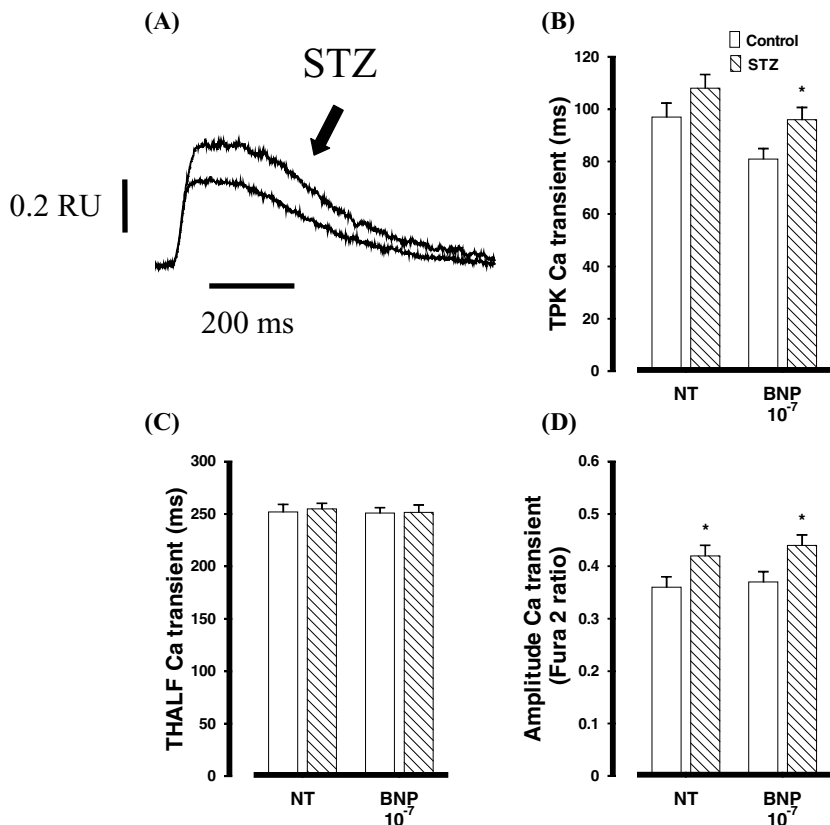 (A)
STZ
0.2 RU
200 ms
(B)
Control
STZ
TPK Ca transient (ms)
120
100
80
60
40
20
0
*
NT
BNP
10-7
(C)
THALF Ca transient (ms)
300
250
200
150
100
50
0
NT
BNP
10-7
(D)
Amplitude Ca transient
(Fura 2 ratio)
0.6
0.5
0.4
0.3
0.2
0.1
0
*
*
NT
BNP
10-7